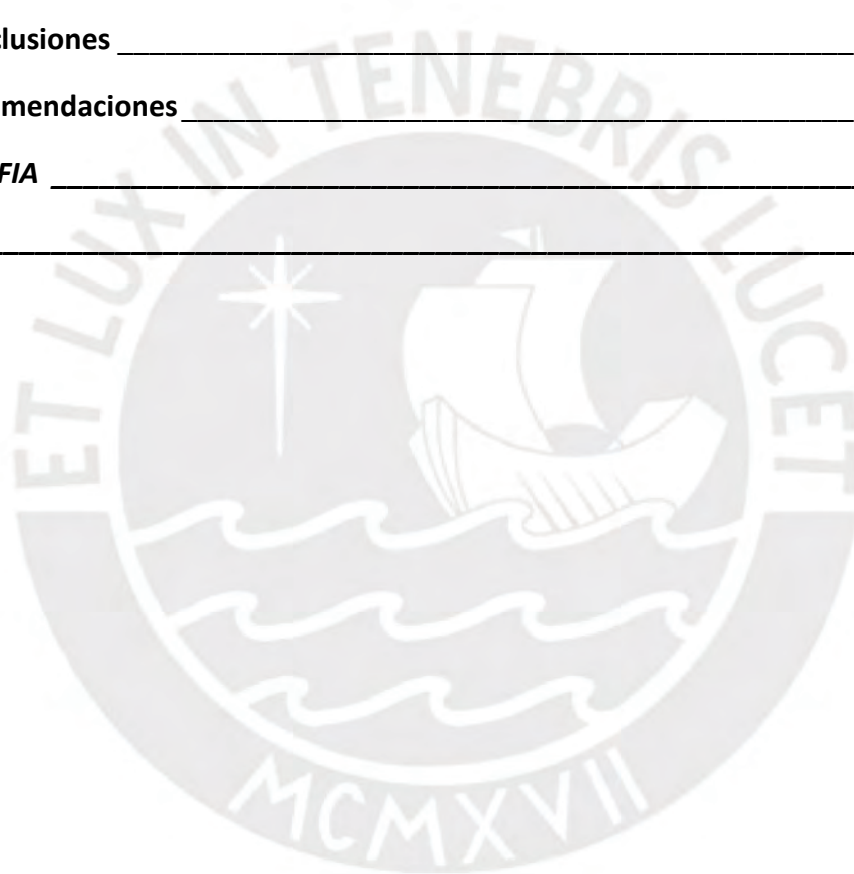 clusiones
mendaciones
FIA
ET LUX IN TENEBRIS LUCET
MCMXVII